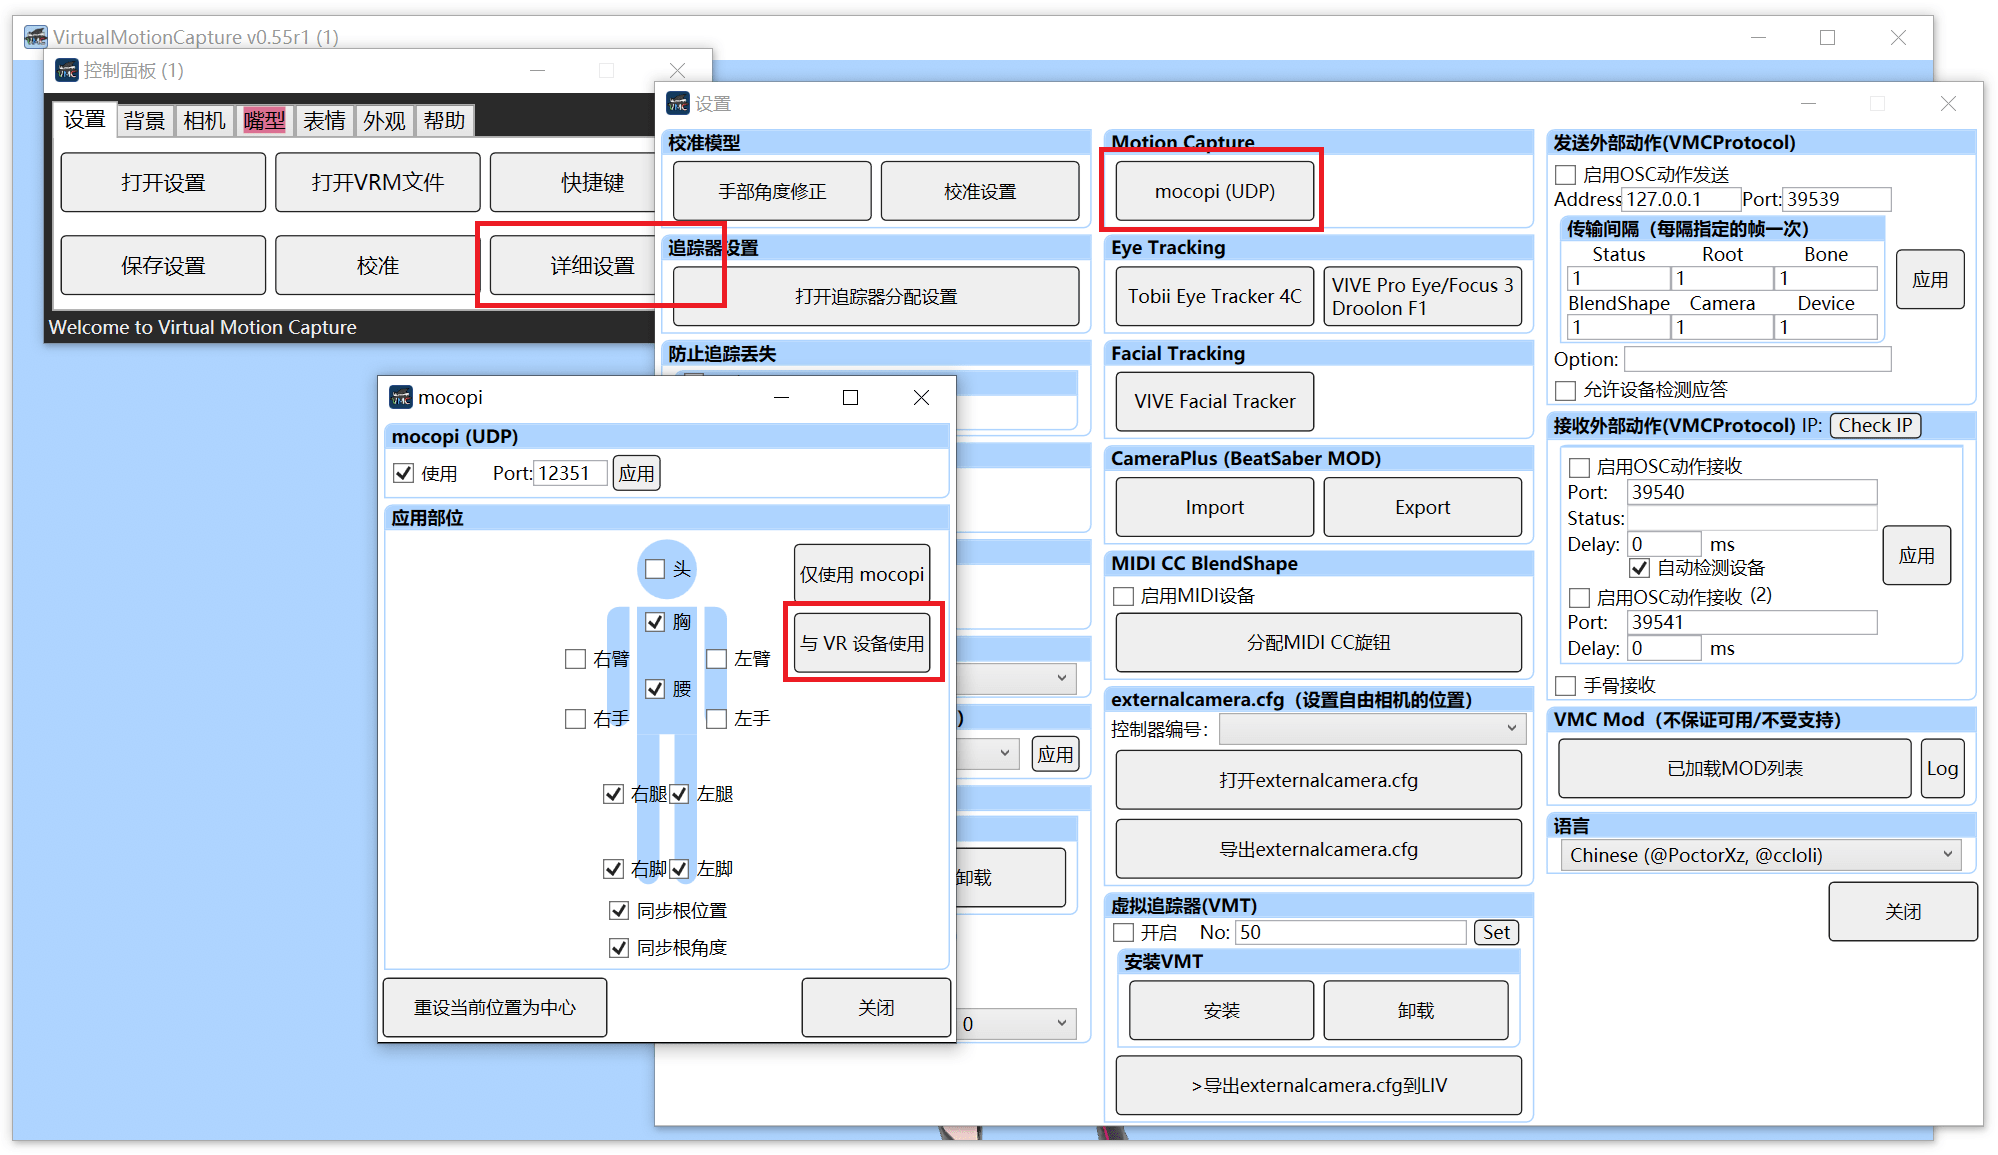 VirtualMotionCapture v0.55r1 (1)
控制面板 (1)
设置 背景 相机 嘴型 表情 外观 帮助
打开设置 打开VRM文件 快捷键
保存设置 校准 详细设置
Welcome to Virtual Motion Capture
设置
校准模型
手部角度修正 校准设置
追踪器设置
打开追踪器分配设置
防止追踪丢失
)
应用
卸载
0
Motion Capture
mocopi (UDP)
Eye Tracking
Tobii Eye Tracker 4C
VIVE Pro Eye/Focus 3
Droolon F1
Facial Tracking
VIVE Facial Tracker
CameraPlus (BeatSaber MOD)
Import Export
MIDI CC BlendShape
启用MIDI设备
分配MIDI CC旋钮
externalcamera.cfg（设置自由相机的位置）
控制器编号：
打开externalcamera.cfg
导出externalcamera.cfg
虚拟追踪器(VMT)
开启 No: 50 Set
安装VMT
安装 卸载
>导出externalcamera.cfg到LIV
发送外部动作(VMCProtocol)
启用OSC动作发送
Address 127.0.0.1 Port: 39539
传输间隔（每隔指定的帧一次）
Status Root Bone
1 1 1
BlendShape Camera Device
1 1 1
应用
Option:
允许设备检测应答
接收外部动作(VMCProtocol) IP: Check IP
启用OSC动作接收
Port: 39540
Status:
Delay: 0 ms
自动检测设备
应用
启用OSC动作接收 (2)
Port: 39541
Delay: 0 ms
手骨接收
VMC Mod（不保证可用/不受支持）
已加载MOD列表 Log
语言
Chinese (@PoctorXz, @ccloli)
关闭
mocopi
mocopi (UDP)
使用 Port: 12351 应用
应用部位
头
仅使用 mocopi
胸
与 VR 设备使用
右臂 左臂
腰
右手 左手
右腿 左腿
右脚 左脚
同步根位置
同步根角度
重设当前位置为中心 关闭